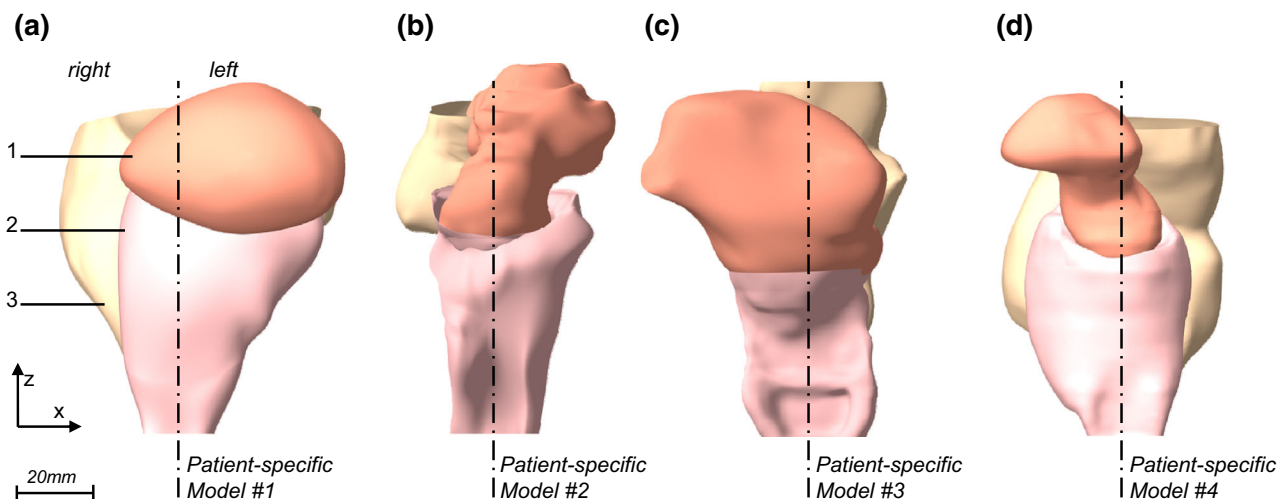 (a)
(b)
(c)
(d)
right
left
1
2
3
z
x
20mm
Patient-specific
Model #1
Patient-specific
Model #2
Patient-specific
Model #3
Patient-specific
Model #4